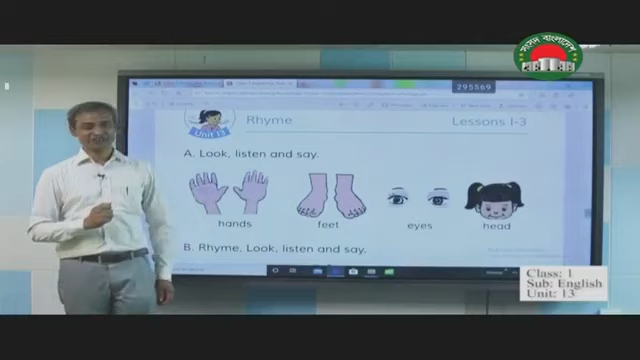 সংসদ বাংলাদেশ
295569
Unit 13
Rhyme
Lessons 1-3
A. Look, listen and say.
hands
feet
eyes
head
B. Rhyme, Look, listen and say.
Class: 1
Sub: English
Unit: 13